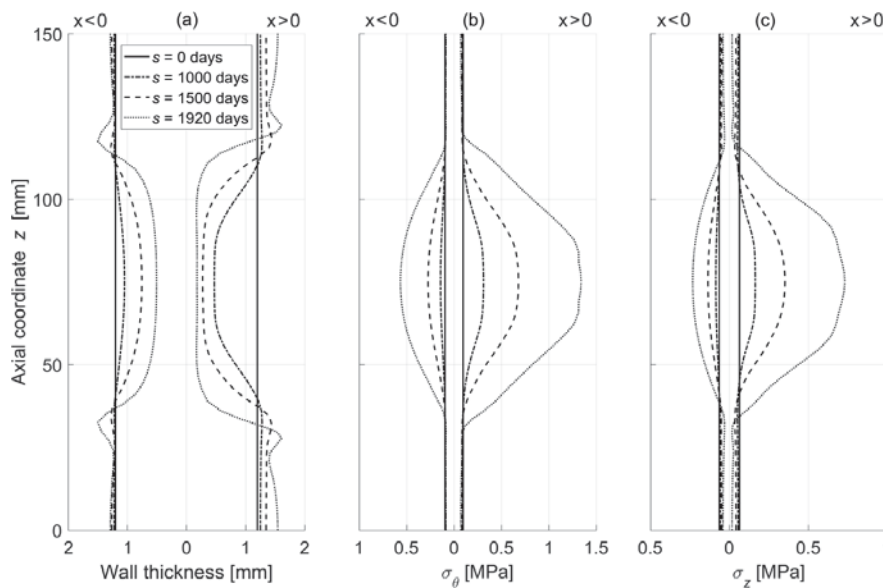 x<0 (a) x>0
x<0 (b) x>0
x<0 (c) x>0
s = 0 days
s = 1000 days
s = 1500 days
s = 1920 days
Axial coordinate z [mm]
150
100
50
0
2 1 0 1 2
Wall thickness [mm]
1 0.5 0 0.5 1 1.5
σθ [MPa]
0.5 0 0.5
σz [MPa]